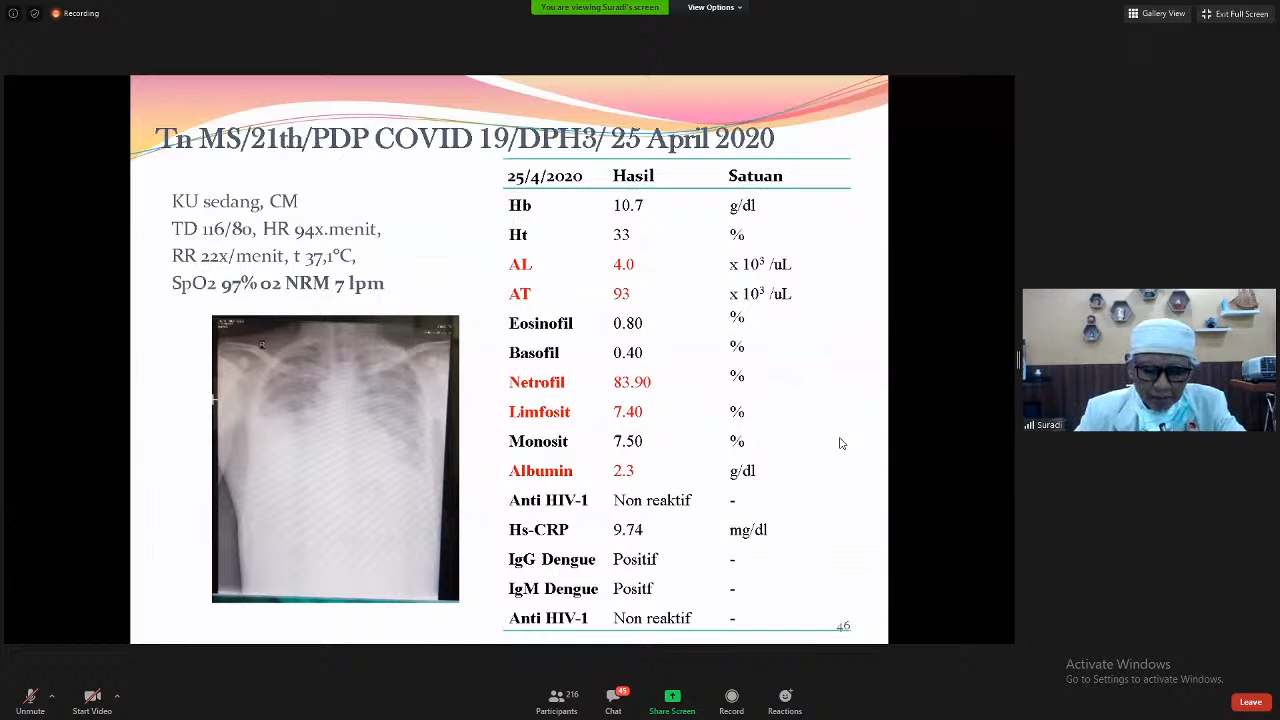 Recording
You are viewing Suradi's screen
View Options
Gallery View
Exit Full Screen
Tn MS/21th/PDP COVID 19/DPH3/ 25 April 2020
KU sedang, CM
TD 116/80, HR 94x.menit,
RR 22x/menit, t 37,1°C,
SpO2 97% 02 NRM 7 lpm
R
25/4/2020 Hasil Satuan
Hb 10.7 g/dl
Ht 33 %
AL 4.0 x 10³ /uL
AT 93 x 10³ /uL
Eosinofil 0.80 %
Basofil 0.40 %
Netrofil 83.90 %
Limfosit 7.40 %
Monosit 7.50 %
Albumin 2.3 g/dl
Anti HIV-1 Non reaktif -
Hs-CRP 9.74 mg/dl
IgG Dengue Positif -
IgM Dengue Positf -
Anti HIV-1 Non reaktif -
46
Suradi
Activate Windows
Go to Settings to activate Windows.
Unmute
Start Video
216
Participants
45
Chat
Share Screen
Record
Reactions
Leave